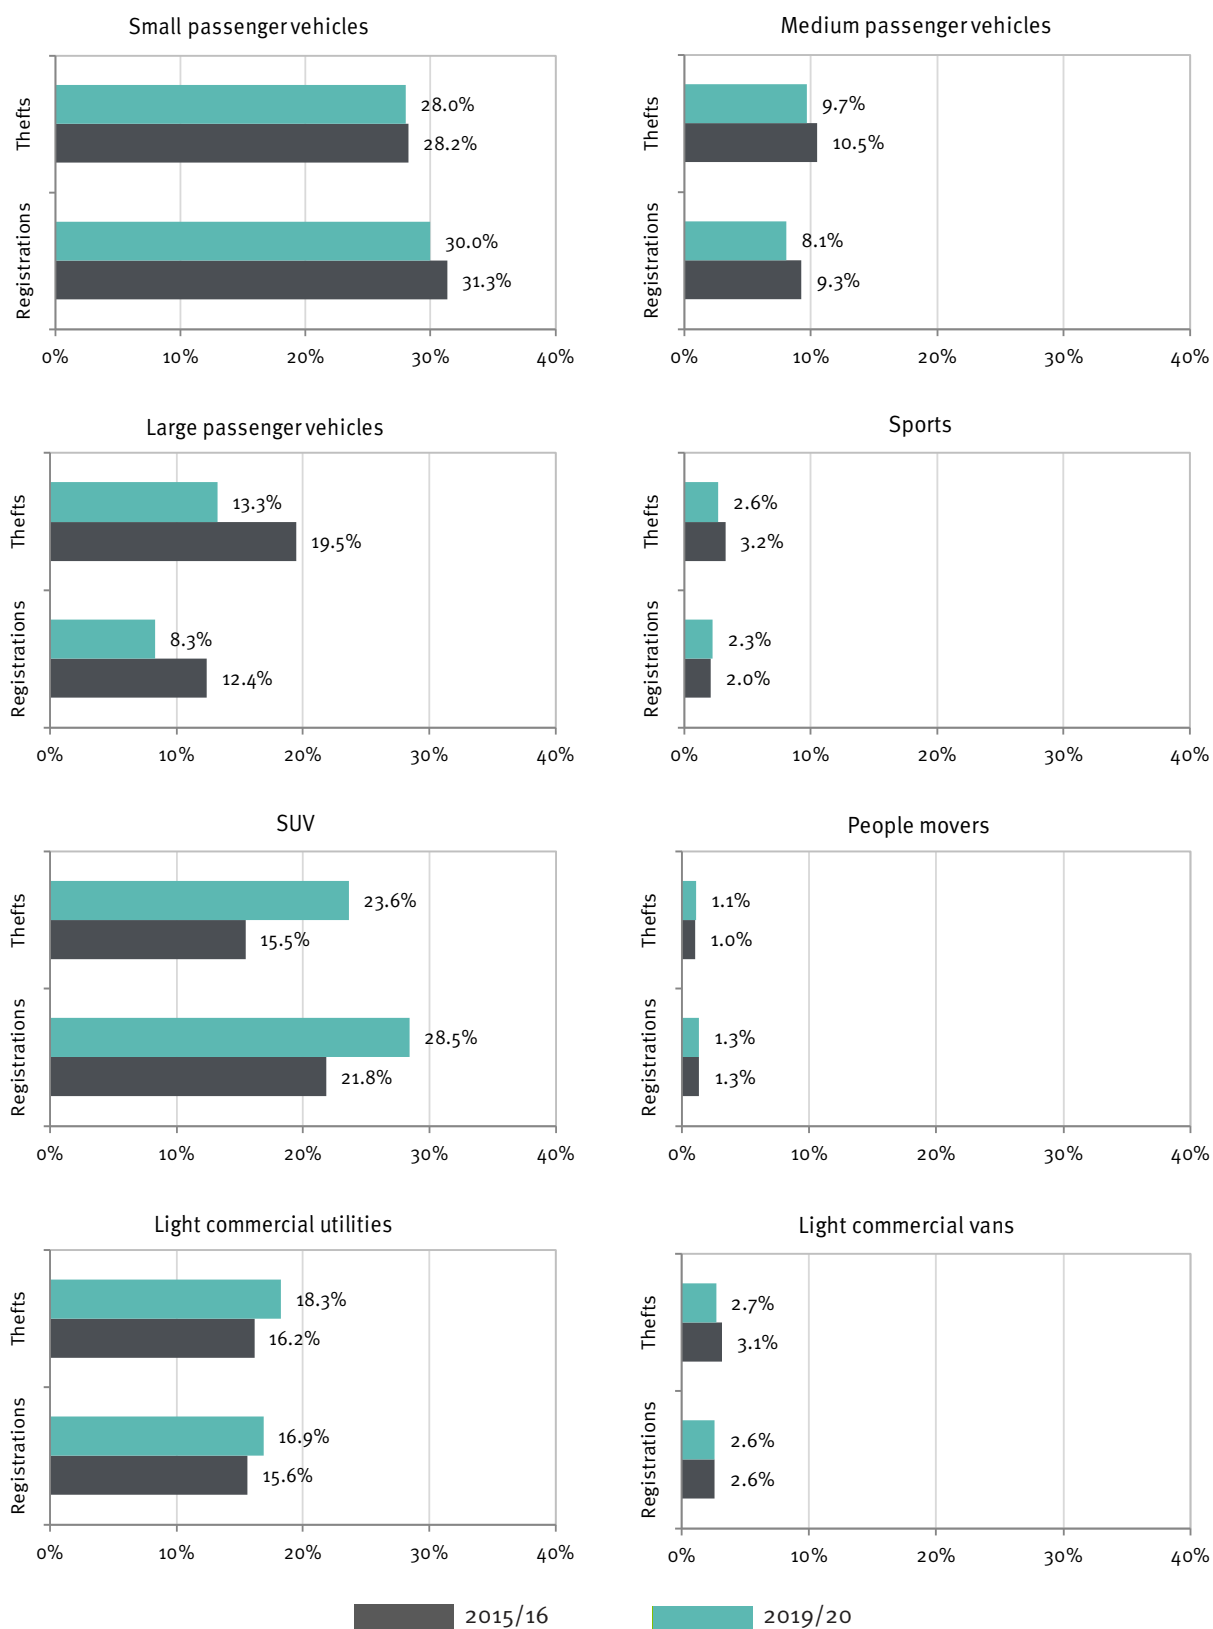 Small passenger vehicles
Thefts
28.0%
28.2%
Registrations
30.0%
31.3%
0% 10% 20% 30% 40%
Medium passenger vehicles
Thefts
9.7%
10.5%
Registrations
8.1%
9.3%
0% 10% 20% 30% 40%
Large passenger vehicles
Thefts
13.3%
19.5%
Registrations
8.3%
12.4%
0% 10% 20% 30% 40%
Sports
Thefts
2.6%
3.2%
Registrations
2.3%
2.0%
0% 10% 20% 30% 40%
SUV
Thefts
23.6%
15.5%
Registrations
28.5%
21.8%
0% 10% 20% 30% 40%
People movers
Thefts
1.1%
1.0%
Registrations
1.3%
1.3%
0% 10% 20% 30% 40%
Light commercial utilities
Thefts
18.3%
16.2%
Registrations
16.9%
15.6%
0% 10% 20% 30% 40%
Light commercial vans
Thefts
2.7%
3.1%
Registrations
2.6%
2.6%
0% 10% 20% 30% 40%
2015/16
2019/20